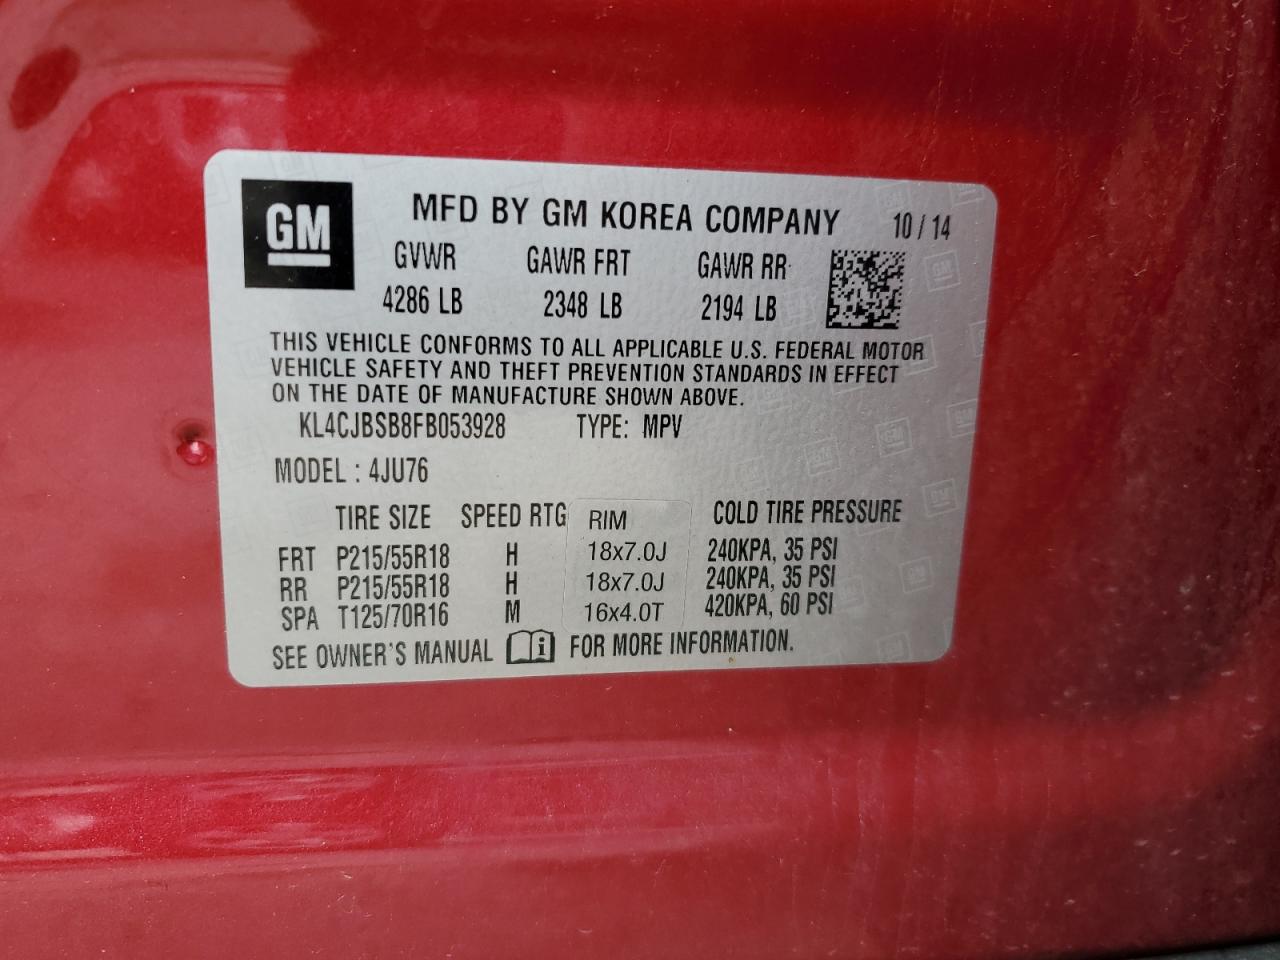 GM
MFD BY GM KOREA COMPANY 10 / 14
GVWR GAWR FRT GAWR RR
4286 LB 2348 LB 2194 LB
THIS VEHICLE CONFORMS TO ALL APPLICABLE U.S. FEDERAL MOTOR
VEHICLE SAFETY AND THEFT PREVENTION STANDARDS IN EFFECT
ON THE DATE OF MANUFACTURE SHOWN ABOVE.
KL4CJBSB8FB053928 TYPE: MPV
MODEL : 4JU76
TIRE SIZE SPEED RTG RIM COLD TIRE PRESSURE
FRT P215/55R18 H 18x7.0J 240KPA, 35 PSI
RR P215/55R18 H 18x7.0J 240KPA, 35 PSI
SPA T125/70R16 M 16x4.0T 420KPA, 60 PSI
SEE OWNER'S MANUAL i FOR MORE INFORMATION.